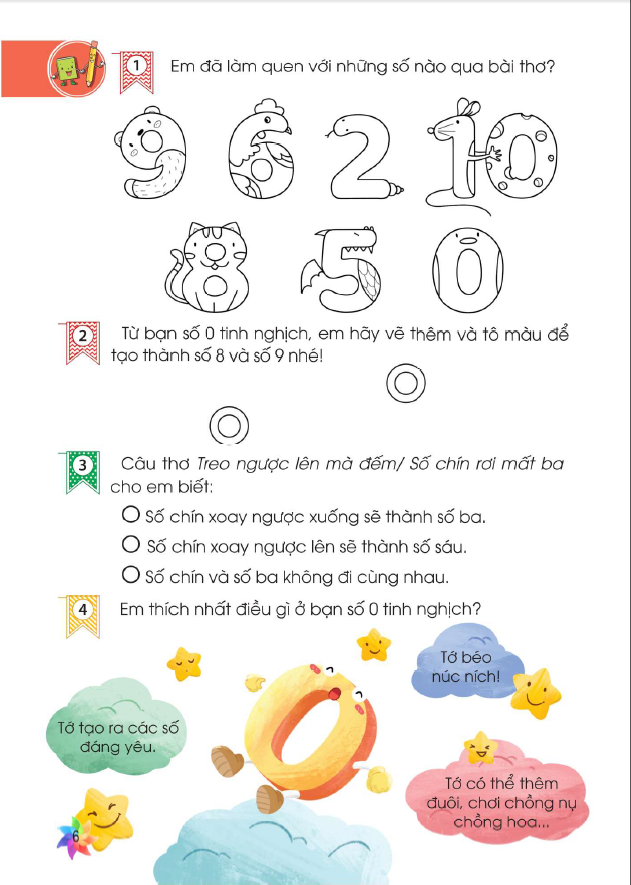 1 Em đã làm quen với những số nào qua bài thơ?
9 6 2 10
8 5 0
2 Từ bạn số 0 tinh nghịch, em hãy vẽ thêm và tô màu để
tạo thành số 8 và số 9 nhé!
3 Câu thơ Treo ngược lên mà đếm/ Số chín rơi mất ba
cho em biết:
Số chín xoay ngược xuống sẽ thành số ba.
Số chín xoay ngược lên sẽ thành số sáu.
Số chín và số ba không đi cùng nhau.
4 Em thích nhất điều gì ở bạn số 0 tinh nghịch?
Tớ béo
núc ních!
Tớ tạo ra các số
đáng yêu.
0
Tớ có thể thêm
đuôi, chơi chồng nụ
chồng hoa...
6